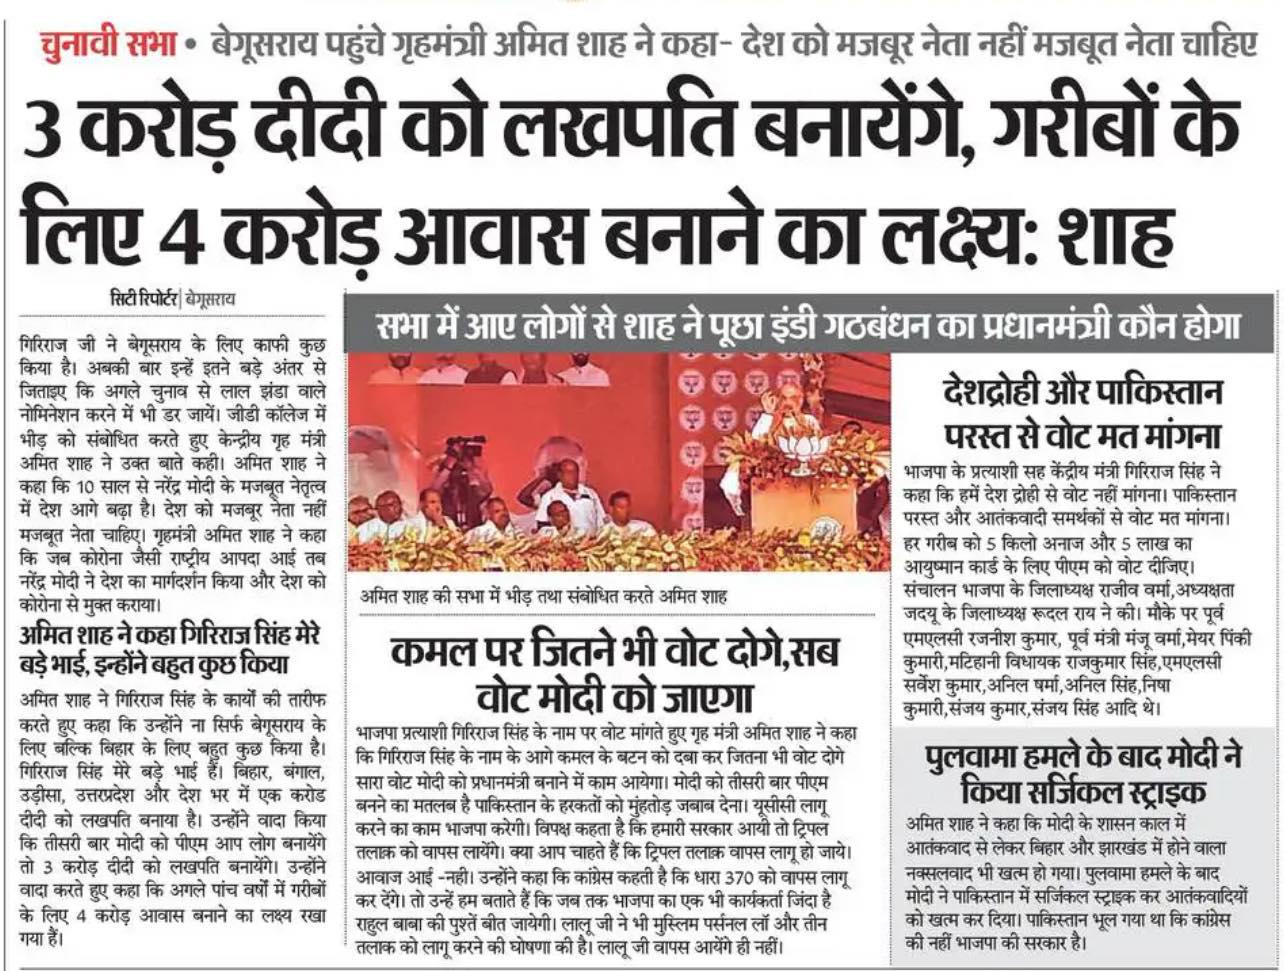 चुनावी सभा • बेगूसराय पहुंचे गृहमंत्री अमित शाह ने कहा- देश को मजबूर नेता नहीं मजबूत नेता चाहिए
3 करोड़ दीदी को लखपति बनायेंगे, गरीबों के
लिए 4 करोड़ आवास बनाने का लक्ष्य: शाह
सिटी रिपोर्टर| बेगूसराय
गिरिराज जी ने बेगूसराय के लिए काफी कुछ
किया है। अबकी बार इन्हें इतने बड़े अंतर से
जिताइए कि अगले चुनाव से लाल झंडा वाले
नोमिनेशन करने में भी डर जायें। जीडी कॉलेज में
भीड़ को संबोधित करते हुए केन्द्रीय गृह मंत्री
अमित शाह ने उक्त बाते कही। अमित शाह ने
कहा कि 10 साल से नरेंद्र मोदी के मजबूत नेतृत्व
में देश आगे बढ़ा है। देश को मजबूर नेता नहीं
मजबूत नेता चाहिए। गृहमंत्री अमित शाह ने कहा
कि जब कोरोना जैसी राष्ट्रीय आपदा आई तब
नरेंद्र मोदी ने देश का मार्गदर्शन किया और देश को
कोरोना से मुक्त कराया।
अमित शाह ने कहा गिरिराज सिंह मेरे
बड़े भाई, इन्होंने बहुत कुछ किया
अमित शाह ने गिरिराज सिंह के कार्यो की तारीफ
करते हुए कहा कि उन्होंने ना सिर्फ बेगूसराय के
लिए बल्कि बिहार के लिए बहुत कुछ किया है।
गिरिराज सिंह मेरे बड़े भाई हैं। बिहार, बंगाल,
उड़ीसा, उत्तरप्रदेश और देश भर में एक करोड
दीदी को लखपति बनाया है। उन्होंने वादा किया
कि तीसरी बार मोदी को पीएम आप लोग बनायेंगे
तो 3 करोड़ दीदी को लखपति बनायेंगे। उन्होंने
वादा करते हुए कहा कि अगले पांच वर्षो में गरीबों
के लिए 4 करोड़ आवास बनाने का लक्ष्य रखा
गया हैं।
सभा में आए लोगों से शाह ने पूछा इंडी गठबंधन का प्रधानमंत्री कौन होगा
अमित शाह की सभा में भीड़ तथा संबोधित करते अमित शाह
कमल पर जितने भी वोट दोगे,सब
वोट मोदी को जाएगा
भाजपा प्रत्याशी गिरिराज सिंह के नाम पर वोट मांगते हुए गृह मंत्री अमित शाह ने कहा
कि गिरिराज सिंह के नाम के आगे कमल के बटन को दबा कर जितना भी वोट दोगे
सारा वोट मोदी को प्रधानमंत्री बनाने में काम आयेगा। मोदी को तीसरी बार पीएम
बनने का मतलब है पाकिस्तान के हरकतों को मुंहतोड़ जबाब देना। यूसीसी लागू
करने का काम भाजपा करेगी। विपक्ष कहता है कि हमारी सरकार आयी तो ट्रिपल
तलाक़ को वापस लायेंगे। क्या आप चाहते हैं कि ट्रिपल तलाक़ वापस लागू हो जाये।
आवाज आई -नही। उन्होंने कहा कि कांग्रेस कहती है कि धारा 370 को वापस लागू
कर देंगे। तो उन्हें हम बताते हैं कि जब तक भाजपा का एक भी कार्यकर्ता जिंदा है
राहुल बाबा की पुश्तें बीत जायेगी। लालू जी ने भी मुस्लिम पर्सनल लॉ और तीन
तलाक को लागू करने की घोषणा की है। लालू जी वापस आयेंगे ही नहीं।
देशद्रोही और पाकिस्तान
परस्त से वोट मत मांगना
भाजपा के प्रत्याशी सह केंद्रीय मंत्री गिरिराज सिंह ने
कहा कि हमें देश द्रोही से वोट नहीं मांगना। पाकिस्तान
परस्त और आतंकवादी समर्थकों से वोट मत मांगना।
हर गरीब को 5 किलो अनाज और 5 लाख का
आयुष्मान कार्ड के लिए पीएम को वोट दीजिए।
संचालन भाजपा के जिलाध्यक्ष राजीव वर्मा,अध्यक्षता
जदयू के जिलाध्यक्ष रूदल राय ने की। मौके पर पूर्व
एमएलसी रजनीश कुमार, पूर्व मंत्री मंजू वर्मा,मेयर पिंकी
कुमारी,मटिहानी विधायक राजकुमार सिंह,एमएलसी
सर्वेश कुमार,अनिल षर्मा,अनिल सिंह,निषा
कुमारी,संजय कुमार,संजय सिंह आदि थे।
पुलवामा हमले के बाद मोदी ने
किया सर्जिकल स्ट्राइक
अमित शाह ने कहा कि मोदी के शासन काल में
आतकवाद से लेकर बिहार और झारखंड में होने वाला
नक्सलवाद भी खत्म हो गया। पुलवामा हमले के बाद
मोदी ने पाकिस्तान में सर्जिकल स्ट्राइक कर आतंकवादियों
को खत्म कर दिया। पाकिस्तान भूल गया था कि कांग्रेस
की नहीं भाजपा की सरकार है।